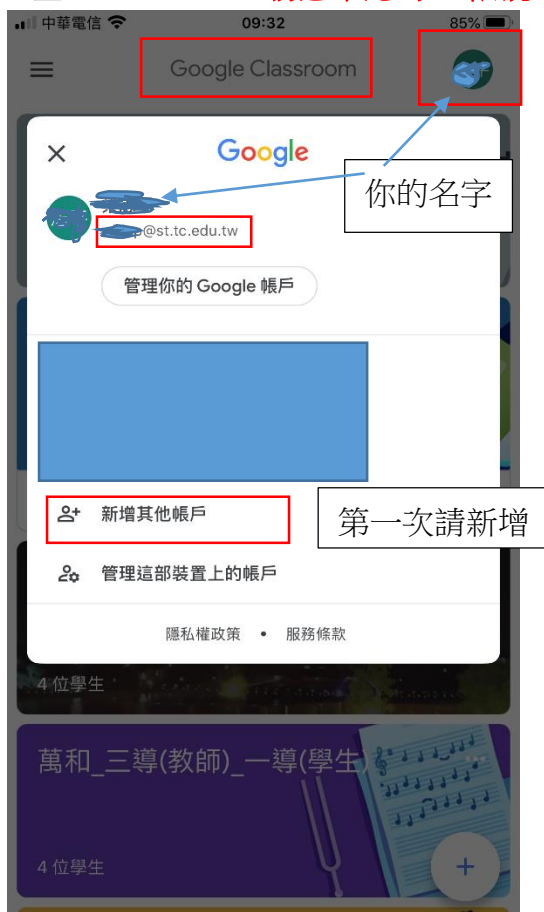 中華電信 09:32 85%
Google Classroom
Google
你的名字
@st.tc.edu.tw
管理你的 Google 帳戶
新增其他帳戶
第一次請新增
管理這部裝置上的帳戶
隱私權政策 • 服務條款
4 位學生
萬和_三導(教師)_一導(學生)
4 位學生